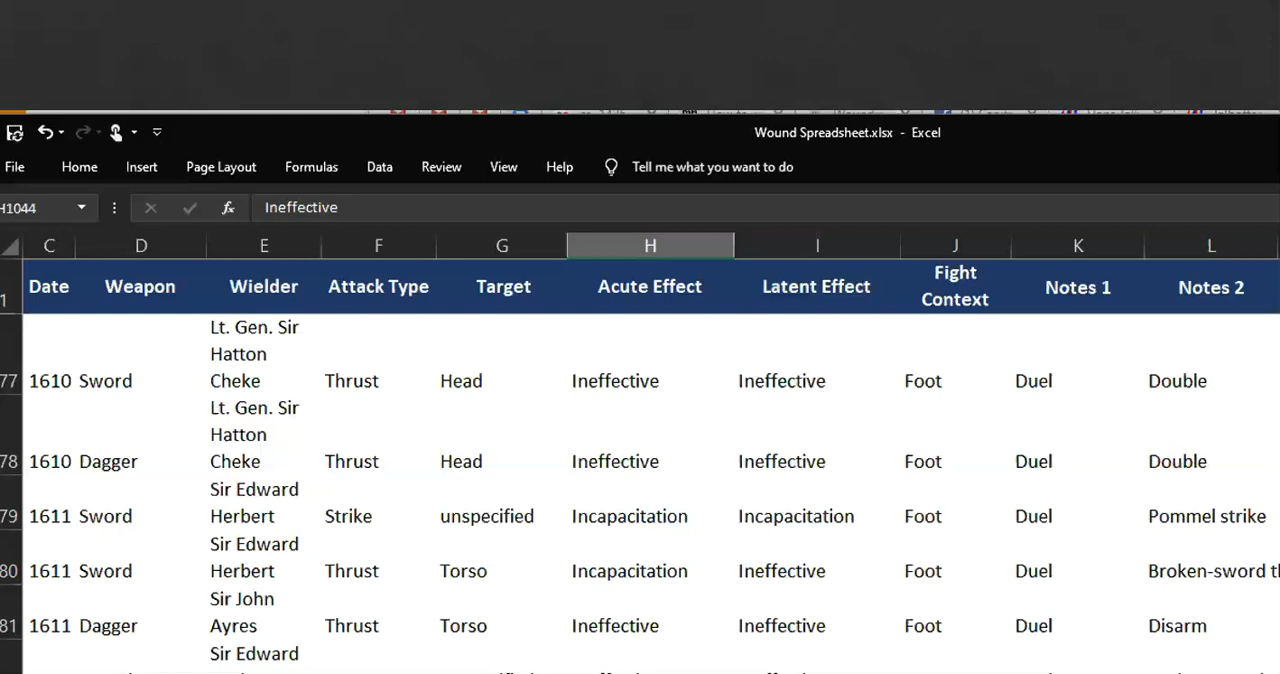 Wound Spreadsheet.xlsx - Excel
File Home Insert Page Layout Formulas Data Review View Help Tell me what you want to do
H1044 fx Ineffective
C D E F G H I J K L
1 Date Weapon Wielder Attack Type Target Acute Effect Latent Effect Fight Context Notes 1 Notes 2
Lt. Gen. Sir
Hatton
77 1610 Sword Cheke Thrust Head Ineffective Ineffective Foot Duel Double
Lt. Gen. Sir
Hatton
78 1610 Dagger Cheke Thrust Head Ineffective Ineffective Foot Duel Double
Sir Edward
79 1611 Sword Herbert Strike unspecified Incapacitation Incapacitation Foot Duel Pommel strike
Sir Edward
80 1611 Sword Herbert Thrust Torso Incapacitation Ineffective Foot Duel Broken-sword
Sir John
81 1611 Dagger Ayres Thrust Torso Ineffective Ineffective Foot Duel Disarm
Sir Edward